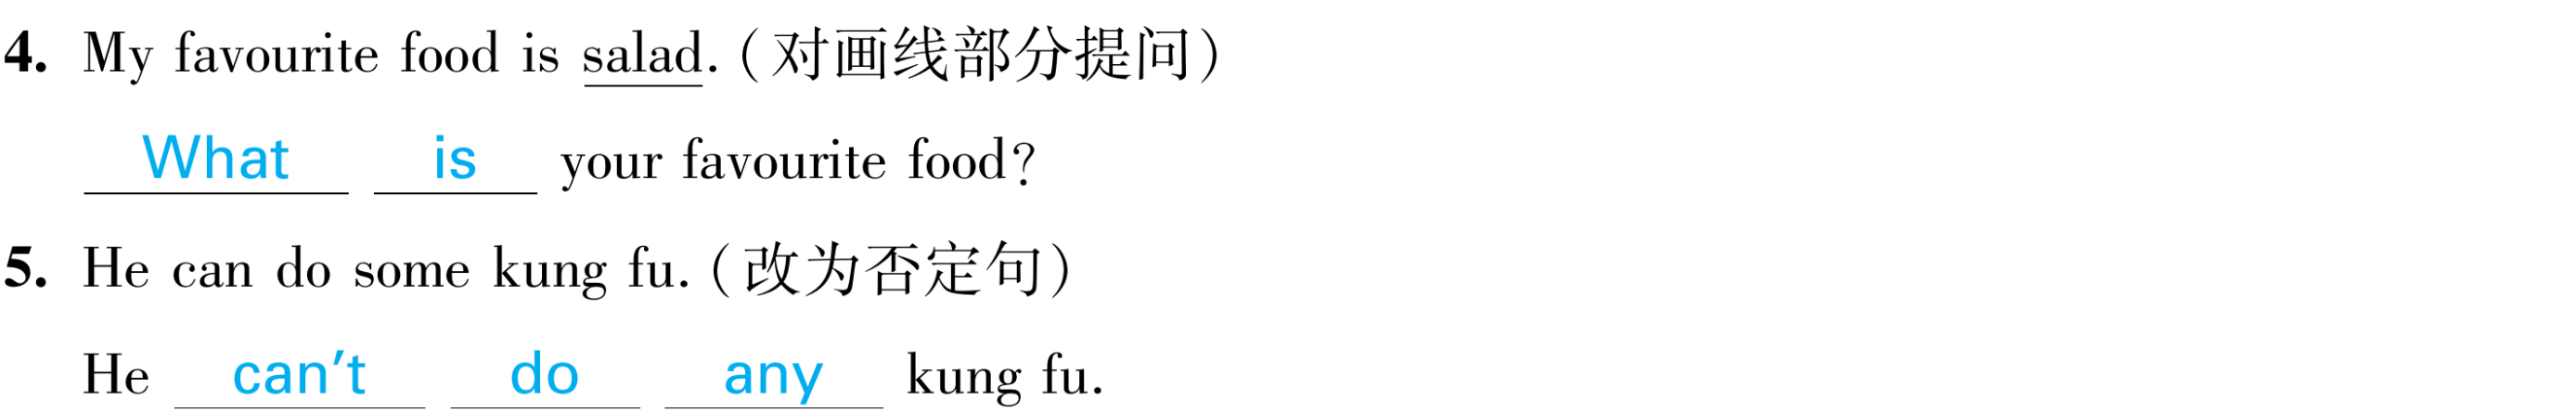 4. My favourite food is salad.(对画线部分提问)
What is your favourite food?
5. He can do some kung fu.(改为否定句)
He can't do any kung fu.